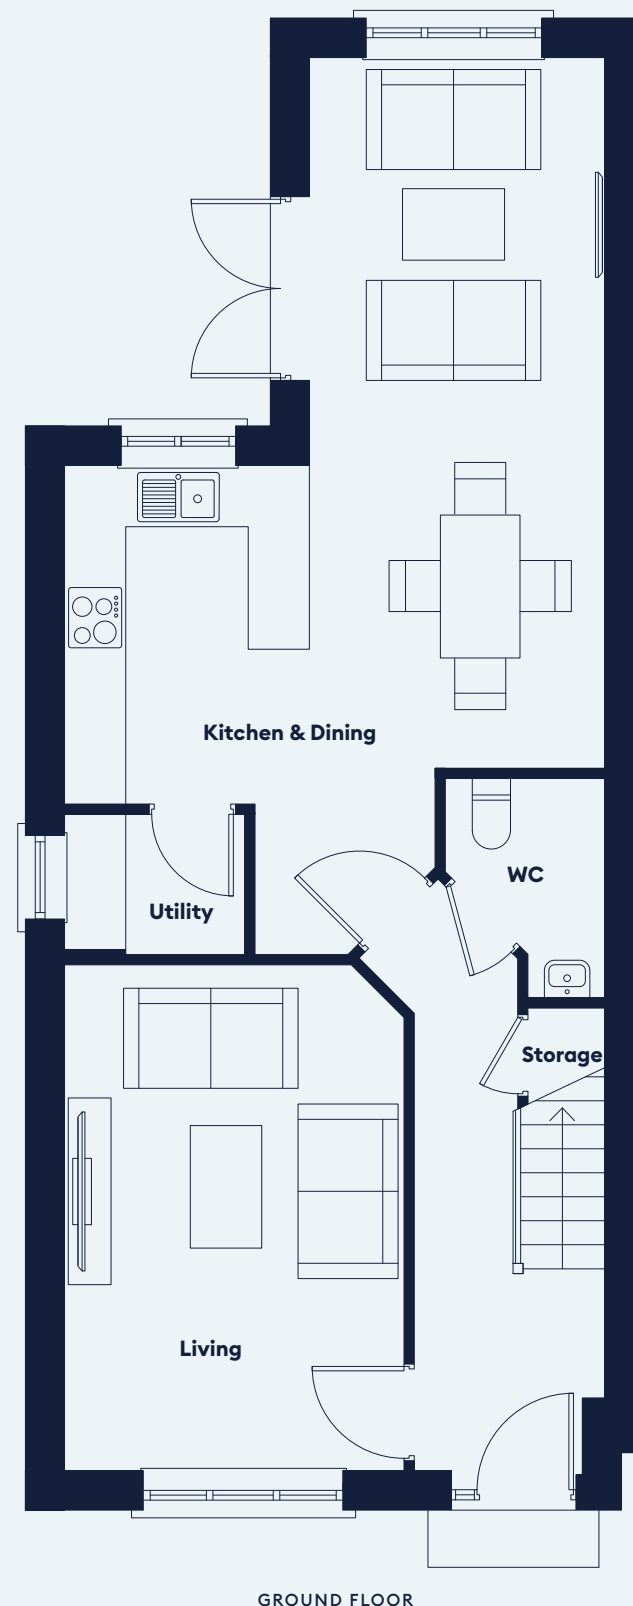 Kitchen & Dining
WC
Utility
Storage
Living
GROUND FLOOR